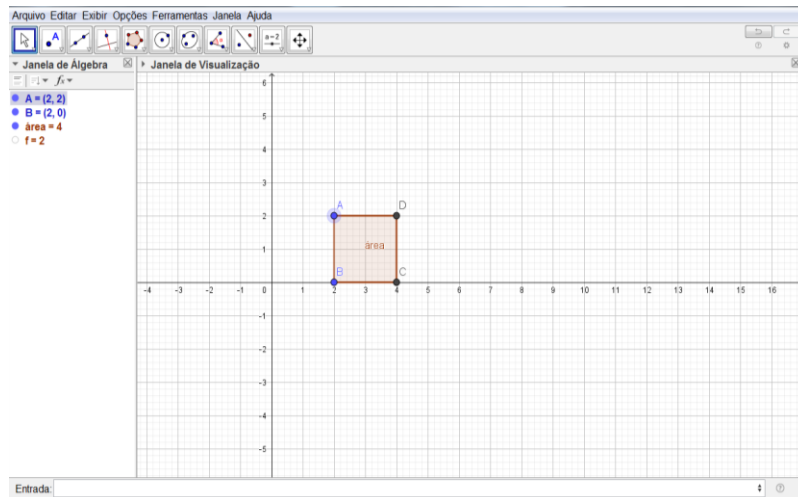 Arquivo Editar Exibir Opções Ferramentas Janela Ajuda
A
a=2
Janela de Álgebra
Janela de Visualização
fx
A = (2, 2)
B = (2, 0)
área = 4
f = 2
6
5
4
3
2
1
0
-1
-2
-3
-4
-5
-4 -3 -2 -1 1 2 3 4 5 6 7 8 9 10 11 12 13 14 15 16
A D
área
B C
Entrada: